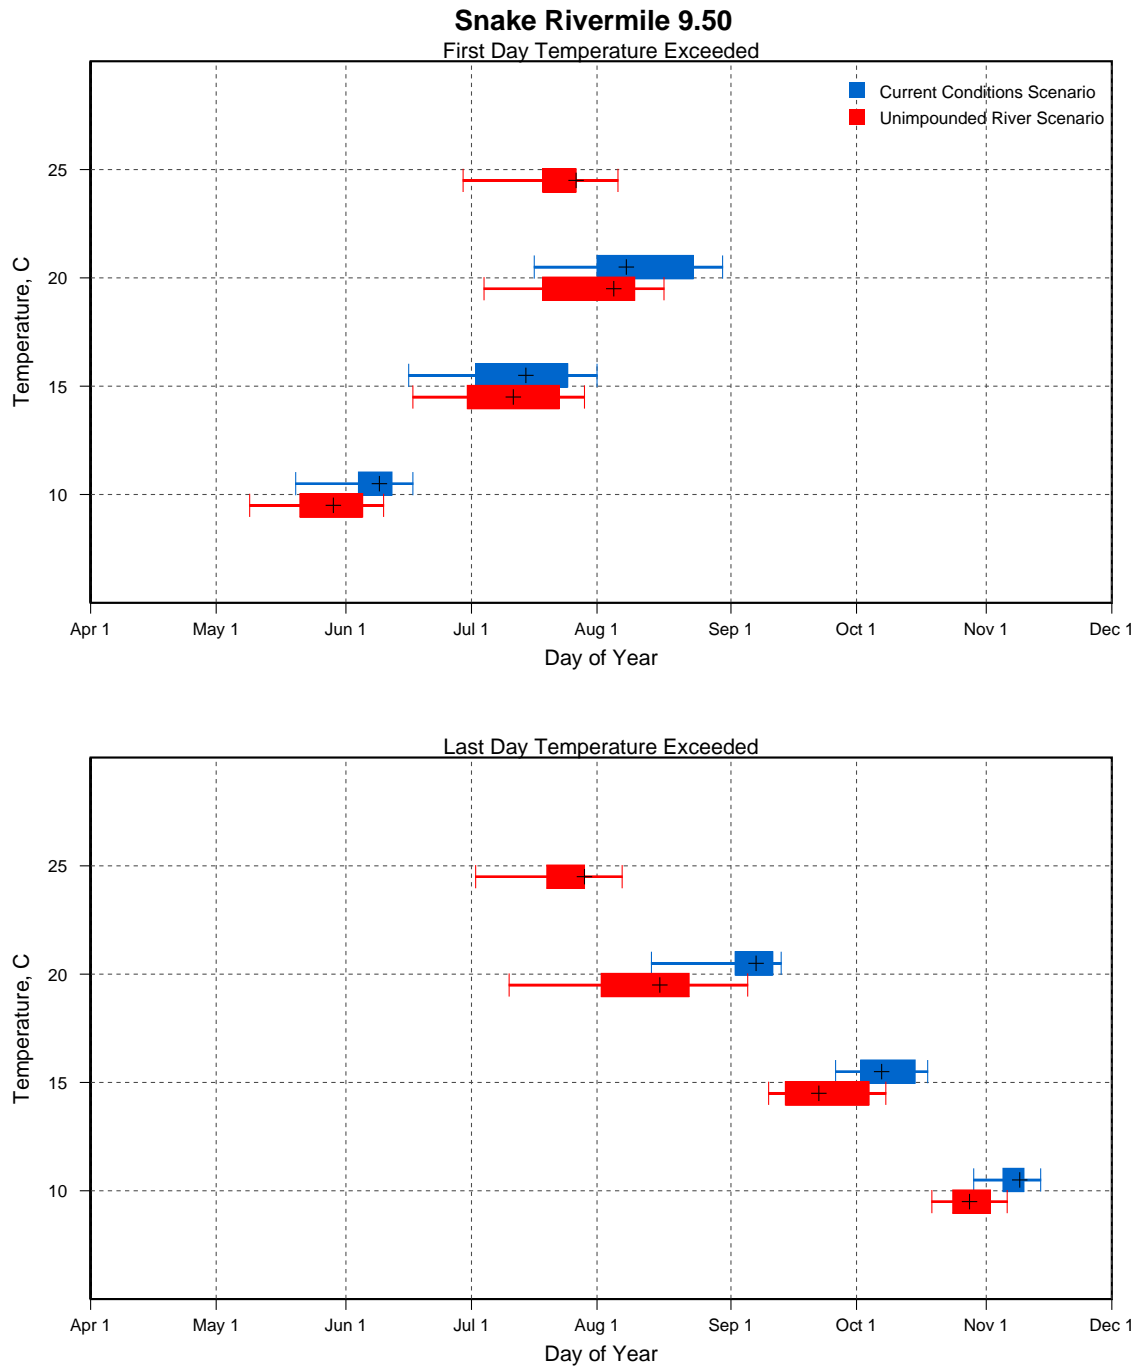 Snake Rivermile 9.50
First Day Temperature Exceeded
Current Conditions Scenario
Unimpounded River Scenario
25
20
15
10
Temperature, C
Apr 1 May 1 Jun 1 Jul 1 Aug 1 Sep 1 Oct 1 Nov 1 Dec 1
Day of Year
Last Day Temperature Exceeded
25
20
15
10
Temperature, C
Apr 1 May 1 Jun 1 Jul 1 Aug 1 Sep 1 Oct 1 Nov 1 Dec 1
Day of Year